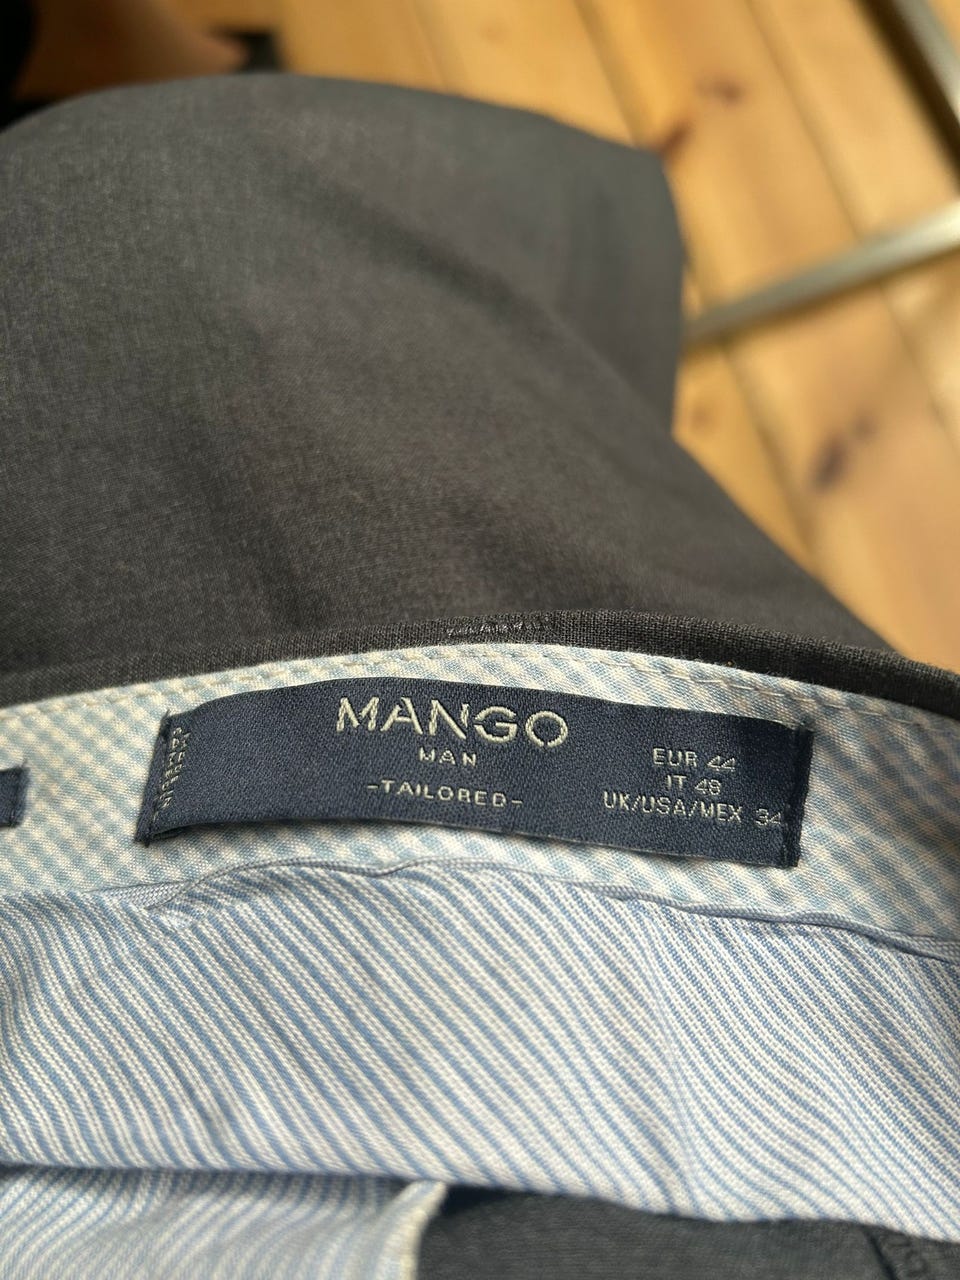 MANGO
MAN
-TAILORED-
EUR 44
IT 48
UK/USA/MEX 34